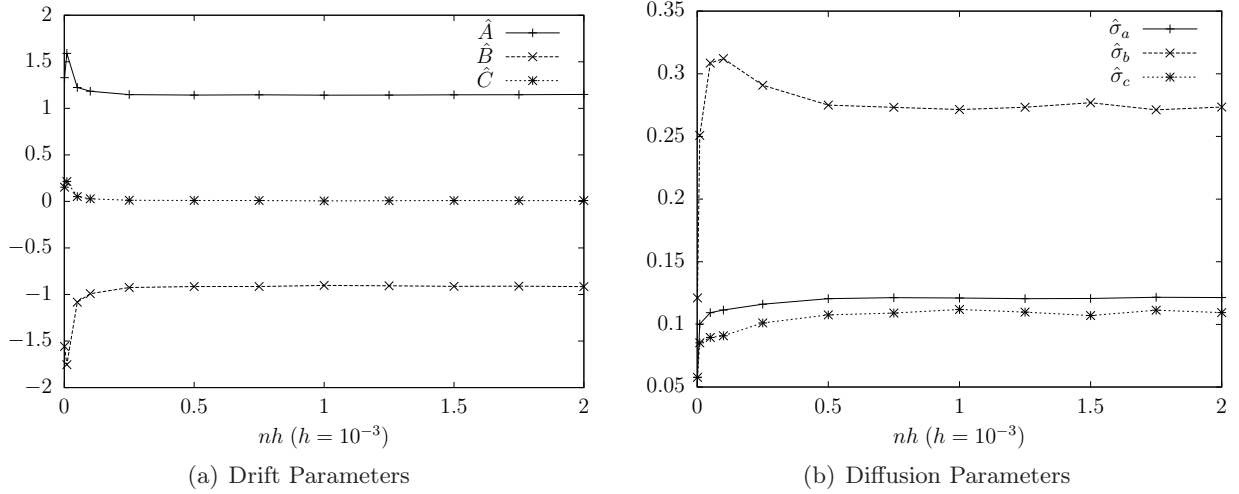 2
1.5
1
0.5
0
−0.5
−1
−1.5
−2
0
0.5
1
1.5
2
Â
B̂
Ĉ
nh (h = 10⁻³)
(a) Drift Parameters
0.35
0.3
0.25
0.2
0.15
0.1
0.05
0
0.5
1
1.5
2
σ̂ₐ
σ̂_b
σ̂_c
nh (h = 10⁻³)
(b) Diffusion Parameters